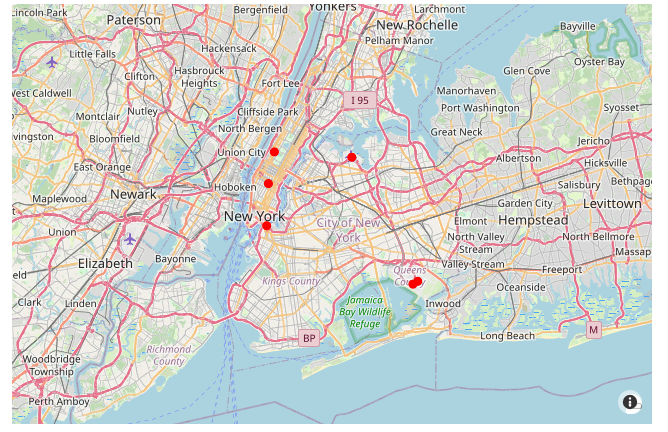 Lincoln Park
Paterson
Bergenfield
Yonkers
Larchmont
New Rochelle
Bayville
Pelham Manor
Little Falls
Hackensack
Oyster Bay
Glen Cove
Clifton
Hasbrouck
Heights
Fort Lee
West Caldwell
Manorhaven
I 95
Syosset
Nutley
Cliffside Park
Port Washington
Montclair
North Bergen
Great Neck
Bloomfield
Jericho
Union City
Albertson
Hicksville
East Orange
Hoboken
Salisbury
Bethpage
Newark
Maplewood
Garden City
Levittown
New York
City of New
York
Elmont
Hempstead
Union
North Valley
Stream
North Bellmore
Bayonne
Valley Stream
Elizabeth
Queens
County
Freeport
Kings County
Oceanside
Clark
Linden
Jamaica
Bay Wildlife
Refuge
Inwood
BP
M
Long Beach
Richmond
County
Woodbridge
Township
Perth Amboy